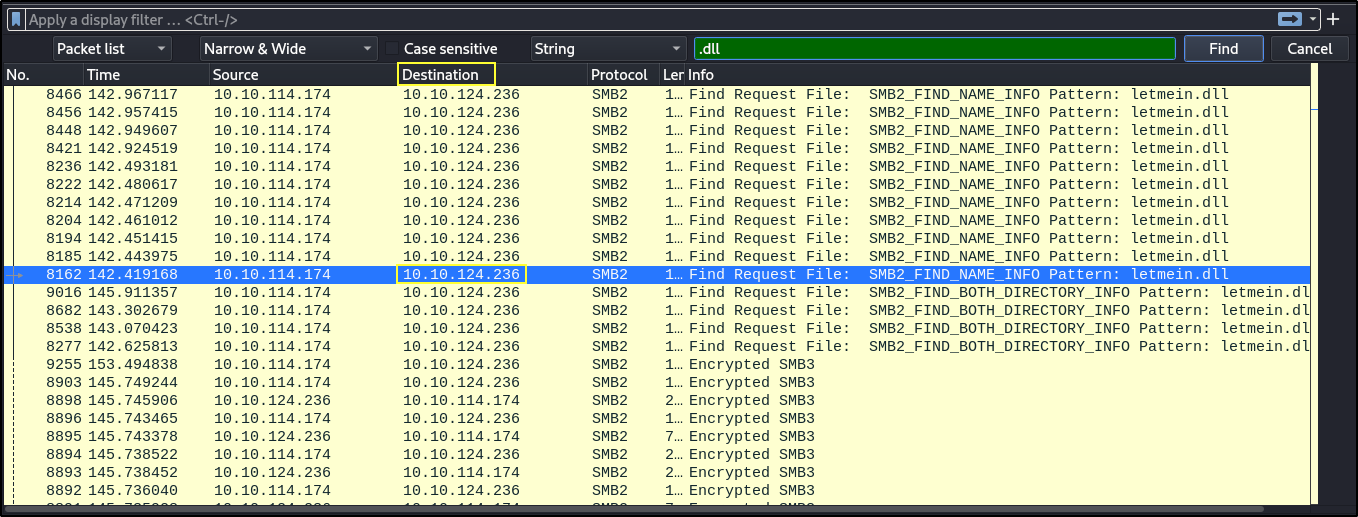 Apply a display filter … <Ctrl-/>
Packet list Narrow & Wide Case sensitive String .dll Find Cancel
No. Time Source Destination Protocol Ler Info
8466 142.967117 10.10.114.174 10.10.124.236 SMB2 1… Find Request File: SMB2_FIND_NAME_INFO Pattern: letmein.dll
8456 142.957415 10.10.114.174 10.10.124.236 SMB2 1… Find Request File: SMB2_FIND_NAME_INFO Pattern: letmein.dll
8448 142.949607 10.10.114.174 10.10.124.236 SMB2 1… Find Request File: SMB2_FIND_NAME_INFO Pattern: letmein.dll
8421 142.924519 10.10.114.174 10.10.124.236 SMB2 1… Find Request File: SMB2_FIND_NAME_INFO Pattern: letmein.dll
8236 142.493181 10.10.114.174 10.10.124.236 SMB2 1… Find Request File: SMB2_FIND_NAME_INFO Pattern: letmein.dll
8222 142.480617 10.10.114.174 10.10.124.236 SMB2 1… Find Request File: SMB2_FIND_NAME_INFO Pattern: letmein.dll
8214 142.471209 10.10.114.174 10.10.124.236 SMB2 1… Find Request File: SMB2_FIND_NAME_INFO Pattern: letmein.dll
8204 142.461012 10.10.114.174 10.10.124.236 SMB2 1… Find Request File: SMB2_FIND_NAME_INFO Pattern: letmein.dll
8194 142.451415 10.10.114.174 10.10.124.236 SMB2 1… Find Request File: SMB2_FIND_NAME_INFO Pattern: letmein.dll
8185 142.443975 10.10.114.174 10.10.124.236 SMB2 1… Find Request File: SMB2_FIND_NAME_INFO Pattern: letmein.dll
8162 142.419168 10.10.114.174 10.10.124.236 SMB2 1… Find Request File: SMB2_FIND_NAME_INFO Pattern: letmein.dll
9016 145.911357 10.10.114.174 10.10.124.236 SMB2 1… Find Request File: SMB2_FIND_BOTH_DIRECTORY_INFO Pattern: letmein.dl
8682 143.302679 10.10.114.174 10.10.124.236 SMB2 1… Find Request File: SMB2_FIND_BOTH_DIRECTORY_INFO Pattern: letmein.dl
8538 143.070423 10.10.114.174 10.10.124.236 SMB2 1… Find Request File: SMB2_FIND_BOTH_DIRECTORY_INFO Pattern: letmein.dl
8277 142.625813 10.10.114.174 10.10.124.236 SMB2 1… Find Request File: SMB2_FIND_BOTH_DIRECTORY_INFO Pattern: letmein.dl
9255 153.494838 10.10.114.174 10.10.124.236 SMB2 1… Encrypted SMB3
8903 145.749244 10.10.114.174 10.10.124.236 SMB2 1… Encrypted SMB3
8898 145.745906 10.10.124.236 10.10.114.174 SMB2 2… Encrypted SMB3
8896 145.743465 10.10.114.174 10.10.124.236 SMB2 1… Encrypted SMB3
8895 145.743378 10.10.124.236 10.10.114.174 SMB2 7… Encrypted SMB3
8894 145.738522 10.10.114.174 10.10.124.236 SMB2 2… Encrypted SMB3
8893 145.738452 10.10.124.236 10.10.114.174 SMB2 2… Encrypted SMB3
8892 145.736040 10.10.114.174 10.10.124.236 SMB2 1… Encrypted SMB3